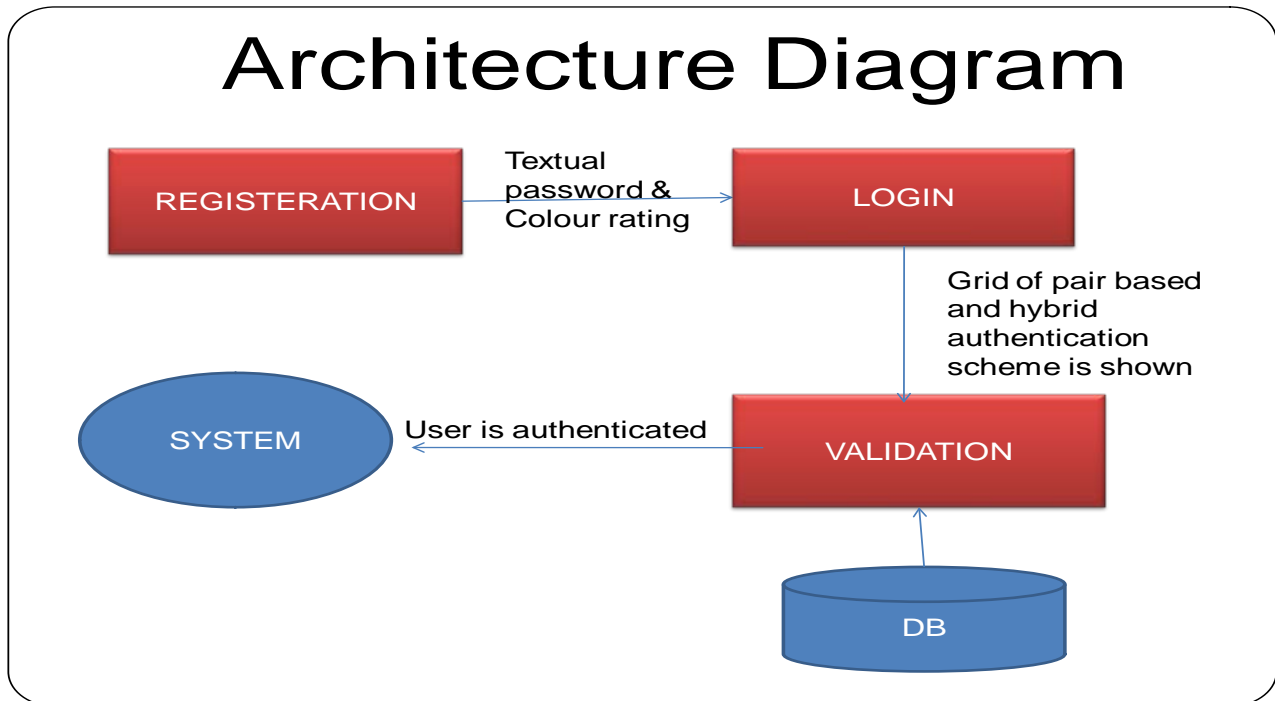 Architecture Diagram
REGISTERATION
Textual
password &
Colour rating
LOGIN
Grid of pair based
and hybrid
authentication
scheme is shown
SYSTEM
User is authenticated
VALIDATION
DB